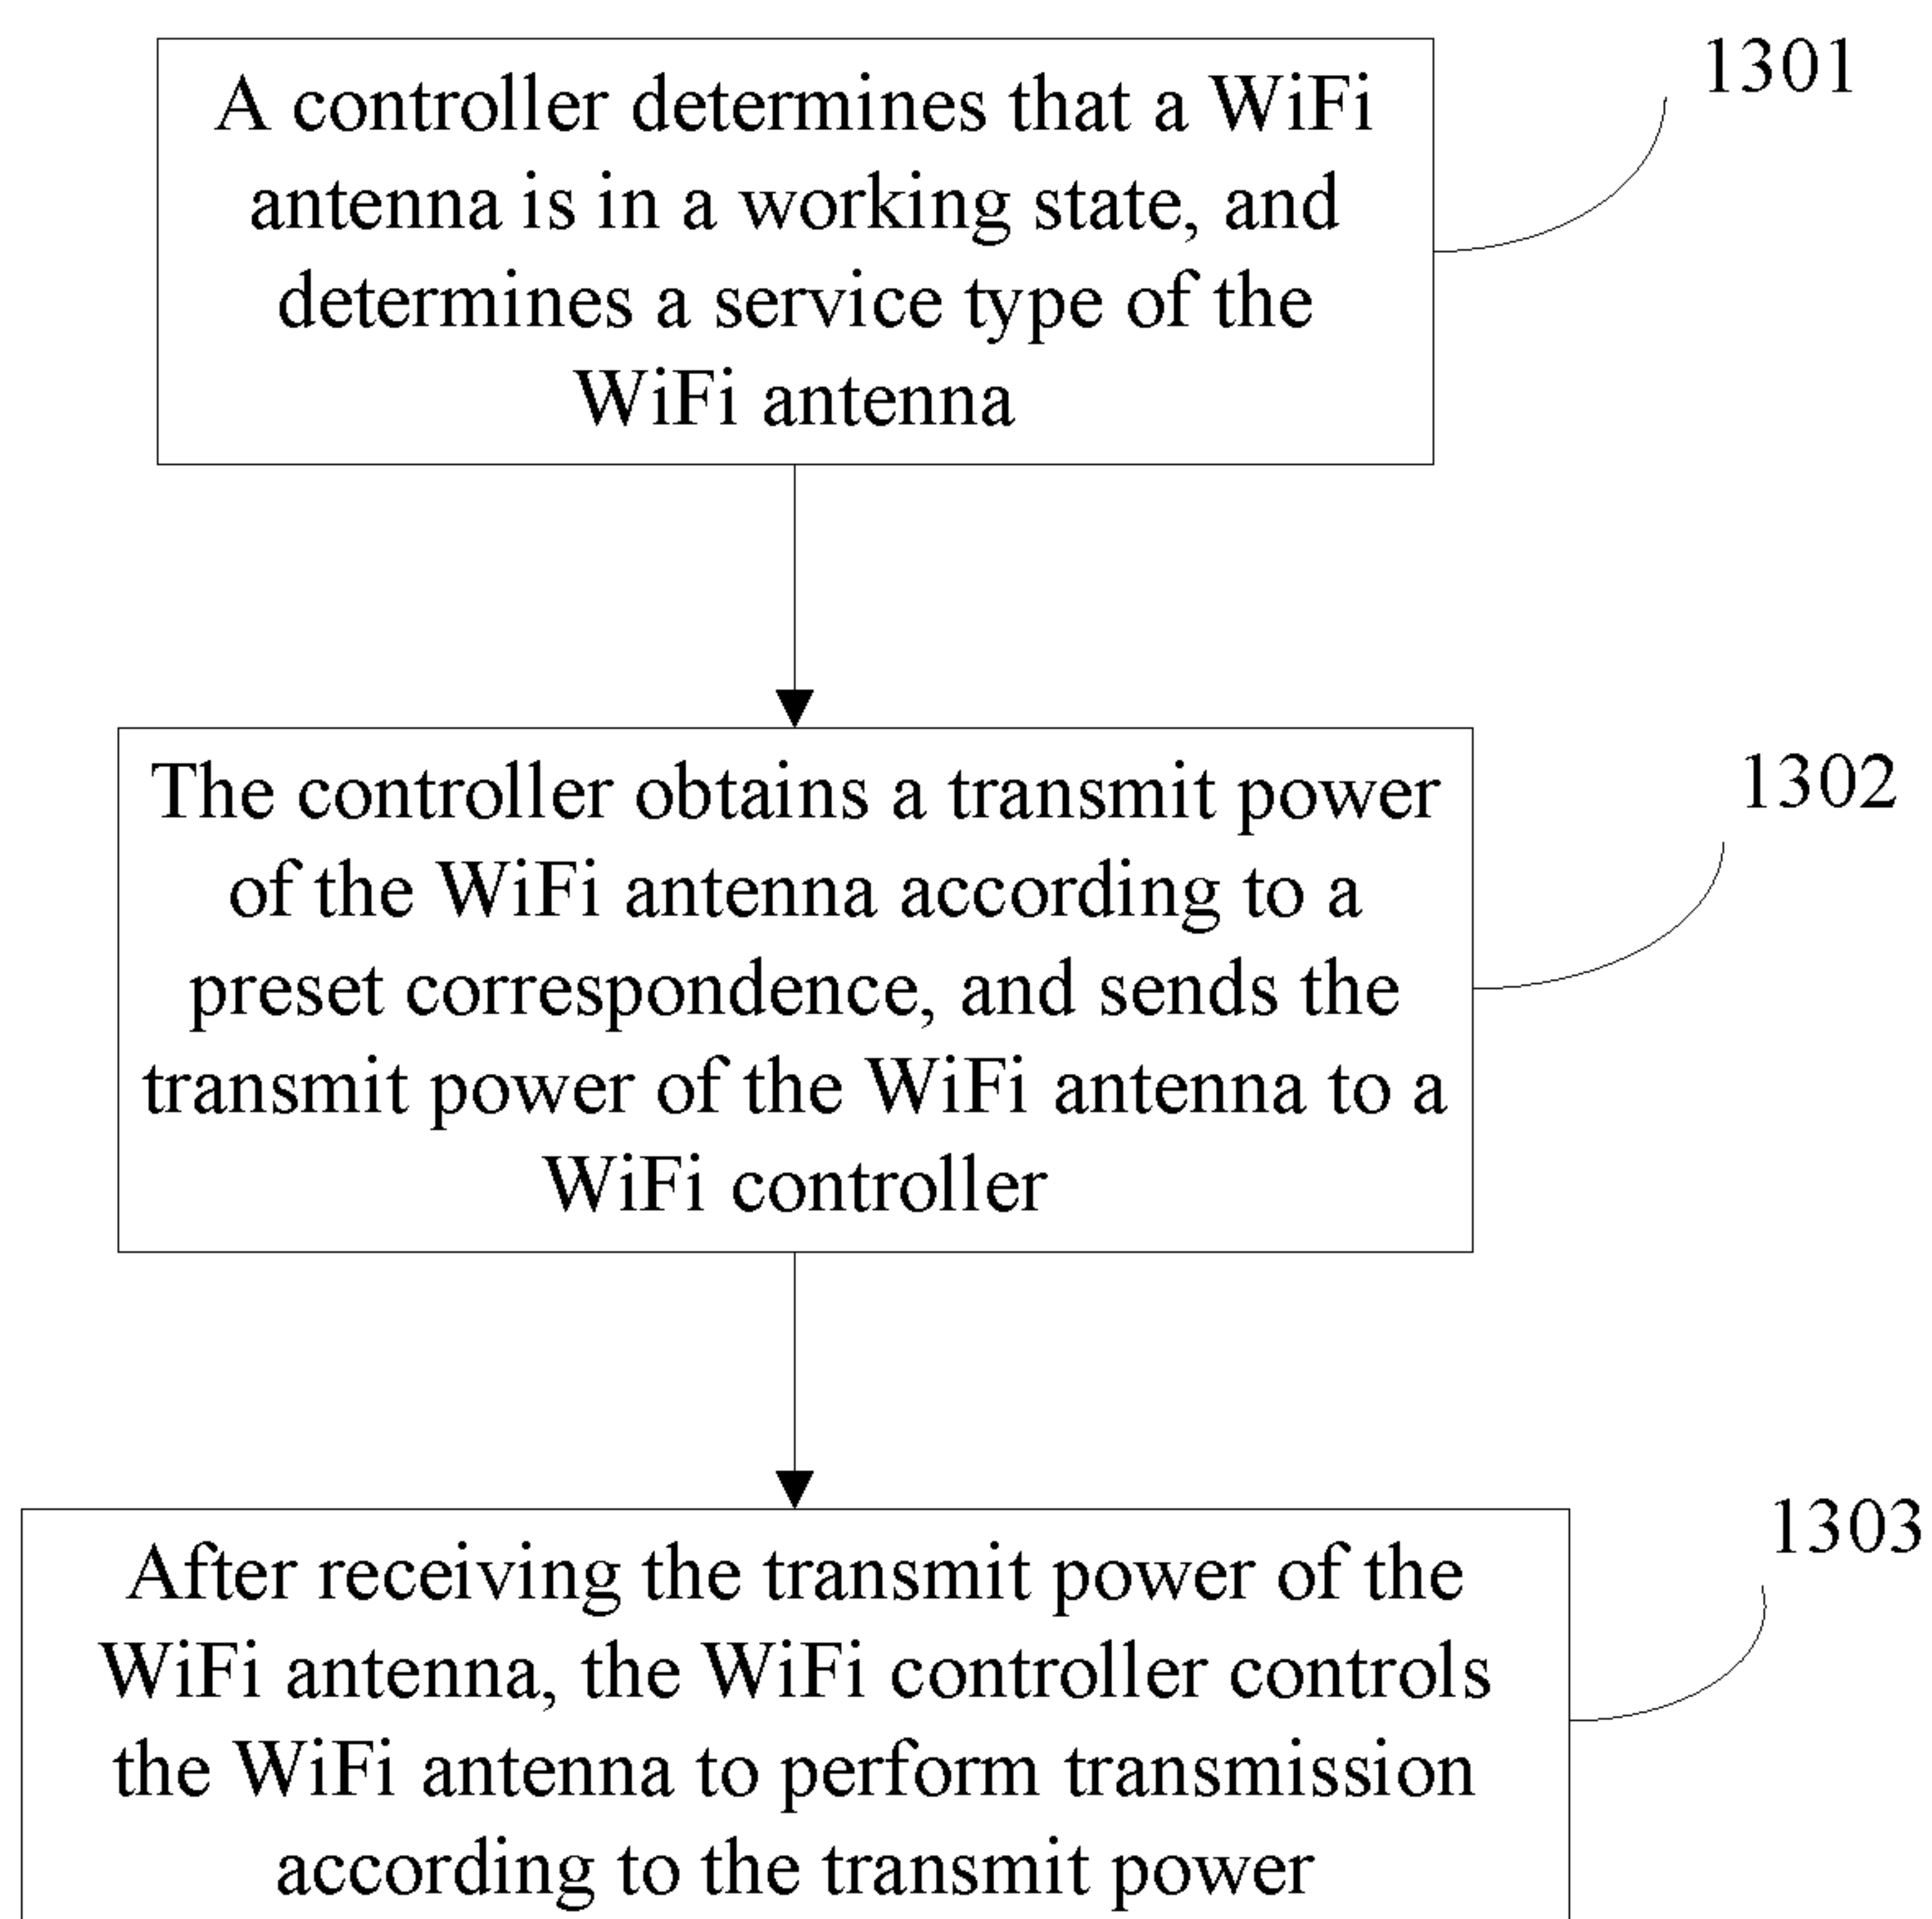 A controller determines that a WiFi
antenna is in a working state, and
determines a service type of the
WiFi antenna
1301
The controller obtains a transmit power
of the WiFi antenna according to a
preset correspondence, and sends the
transmit power of the WiFi antenna to a
WiFi controller
1302
After receiving the transmit power of the
WiFi antenna, the WiFi controller controls
the WiFi antenna to perform transmission
according to the transmit power
1303